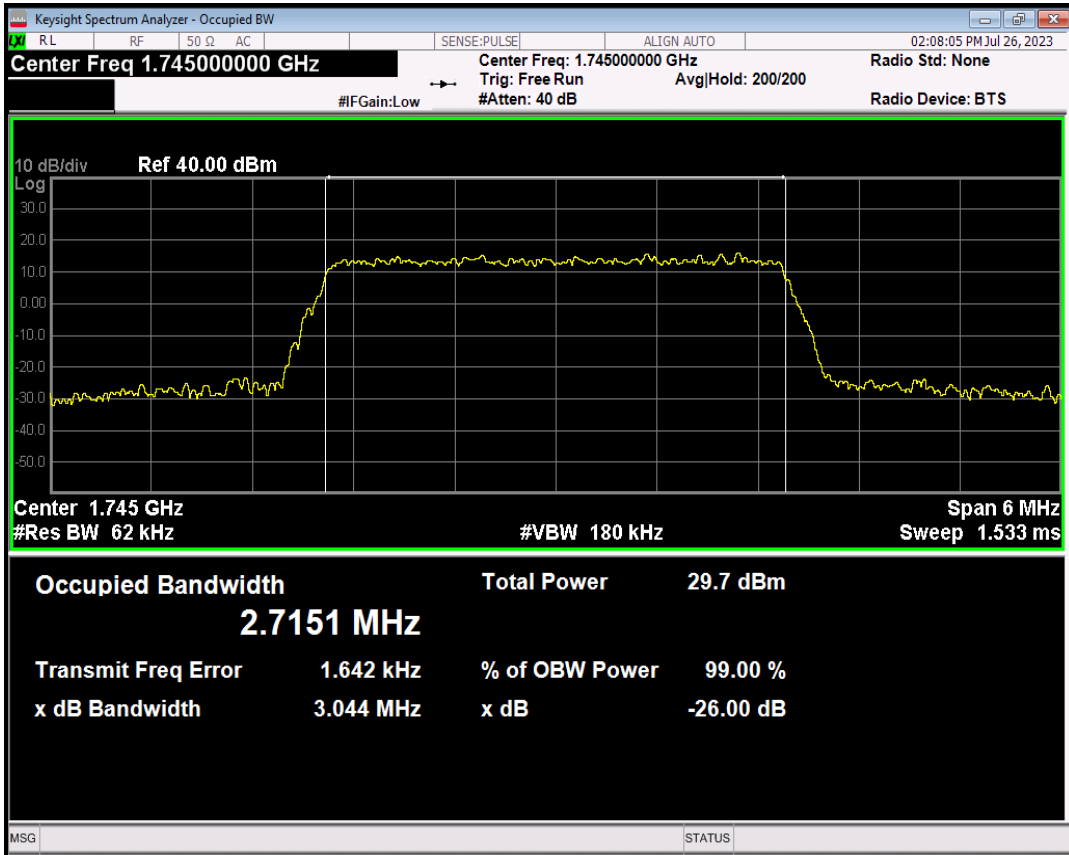 Keysight Spectrum Analyzer - Occupied BW
LXI RL RF 50 Ω AC SENSE:PULSE ALIGN AUTO 02:08:05 PM Jul 26, 2023
Center Freq 1.745000000 GHz Center Freq: 1.745000000 GHz Radio Std: None
Trig: Free Run Avg|Hold: 200/200
#IFGain:Low #Atten: 40 dB Radio Device: BTS
10 dB/div Ref 40.00 dBm
Log
30.0
20.0
10.0
0.00
-10.0
-20.0
-30.0
-40.0
-50.0
Center 1.745 GHz Span 6 MHz
#Res BW 62 kHz #VBW 180 kHz Sweep 1.533 ms
Occupied Bandwidth Total Power 29.7 dBm
2.7151 MHz
Transmit Freq Error 1.642 kHz % of OBW Power 99.00 %
x dB Bandwidth 3.044 MHz x dB -26.00 dB
MSG STATUS